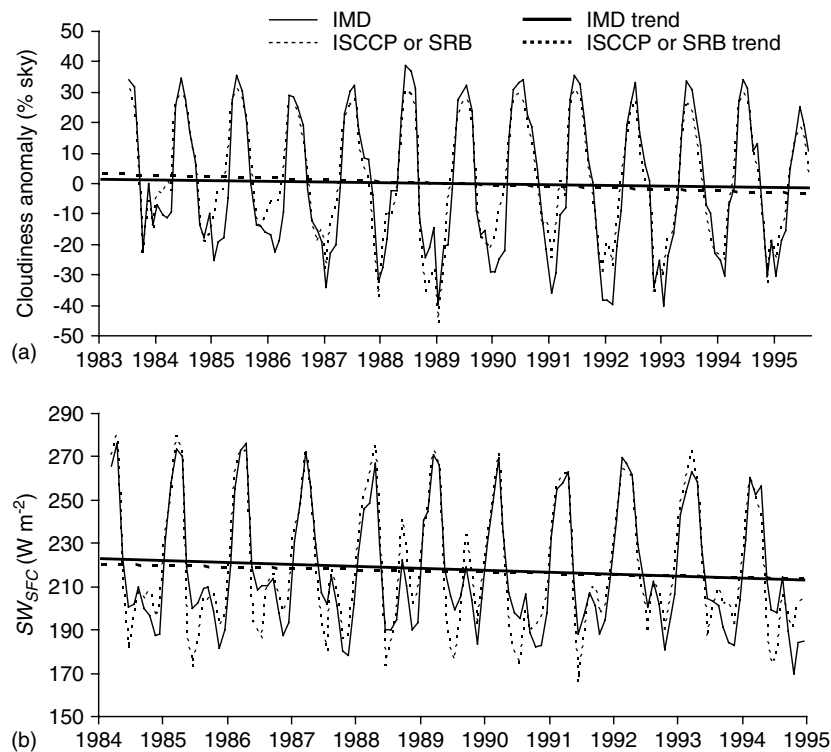 IMD
IMD trend
ISCCP or SRB
ISCCP or SRB trend
Cloudiness anomaly (% sky)
50
40
30
20
10
0
-10
-20
-30
-40
-50
(a)
1983 1984 1985 1986 1987 1988 1989 1990 1991 1992 1993 1994 1995
SW_SFC (W m⁻²)
290
270
250
230
210
190
170
150
(b)
1984 1985 1986 1987 1988 1989 1990 1991 1992 1993 1994 1995